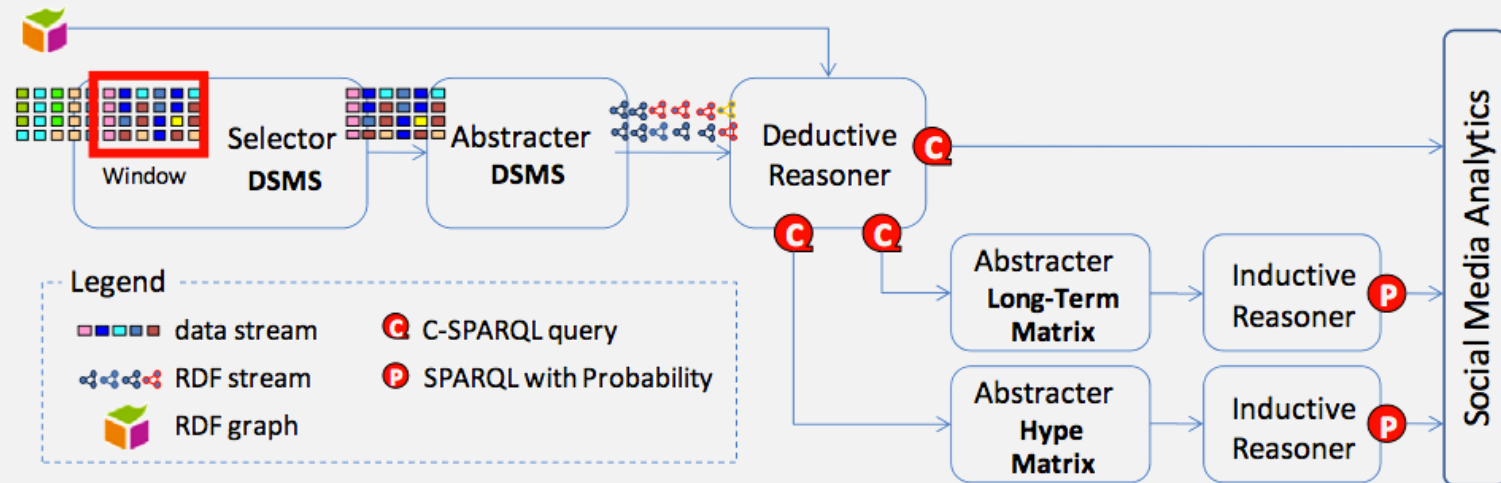 Window
Selector
DSMS
Abstracter
DSMS
Deductive
Reasoner
C
C
C
Abstracter
Long-Term
Matrix
Inductive
Reasoner
P
Abstracter
Hype
Matrix
Inductive
Reasoner
P
Social Media Analytics
Legend
data stream
C C-SPARQL query
RDF stream
P SPARQL with Probability
RDF graph